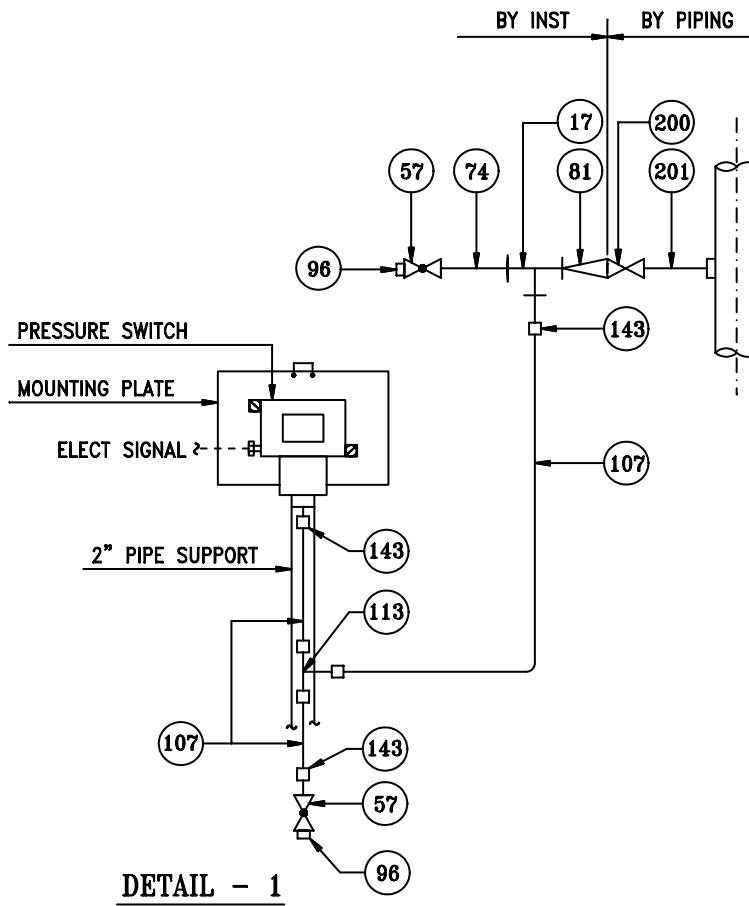 BY INST
BY PIPING
17
200
57
74
81
201
96
143
PRESSURE SWITCH
MOUNTING PLATE
ELECT SIGNAL
107
143
2" PIPE SUPPORT
113
107
143
57
96
DETAIL - 1